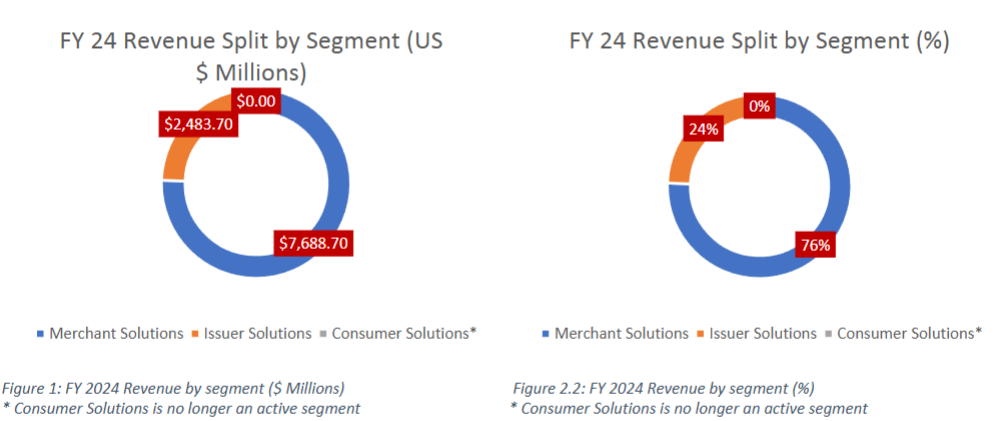 FY 24 Revenue Split by Segment (US
$ Millions)
$0.00
$2,483.70
$7,688.70
Merchant Solutions Issuer Solutions Consumer Solutions*
Figure 1: FY 2024 Revenue by segment ($ Millions)
* Consumer Solutions is no longer an active segment
FY 24 Revenue Split by Segment (%)
0%
24%
76%
Merchant Solutions Issuer Solutions Consumer Solutions*
Figure 2.2: FY 2024 Revenue by segment (%)
* Consumer Solutions is no longer an active segment